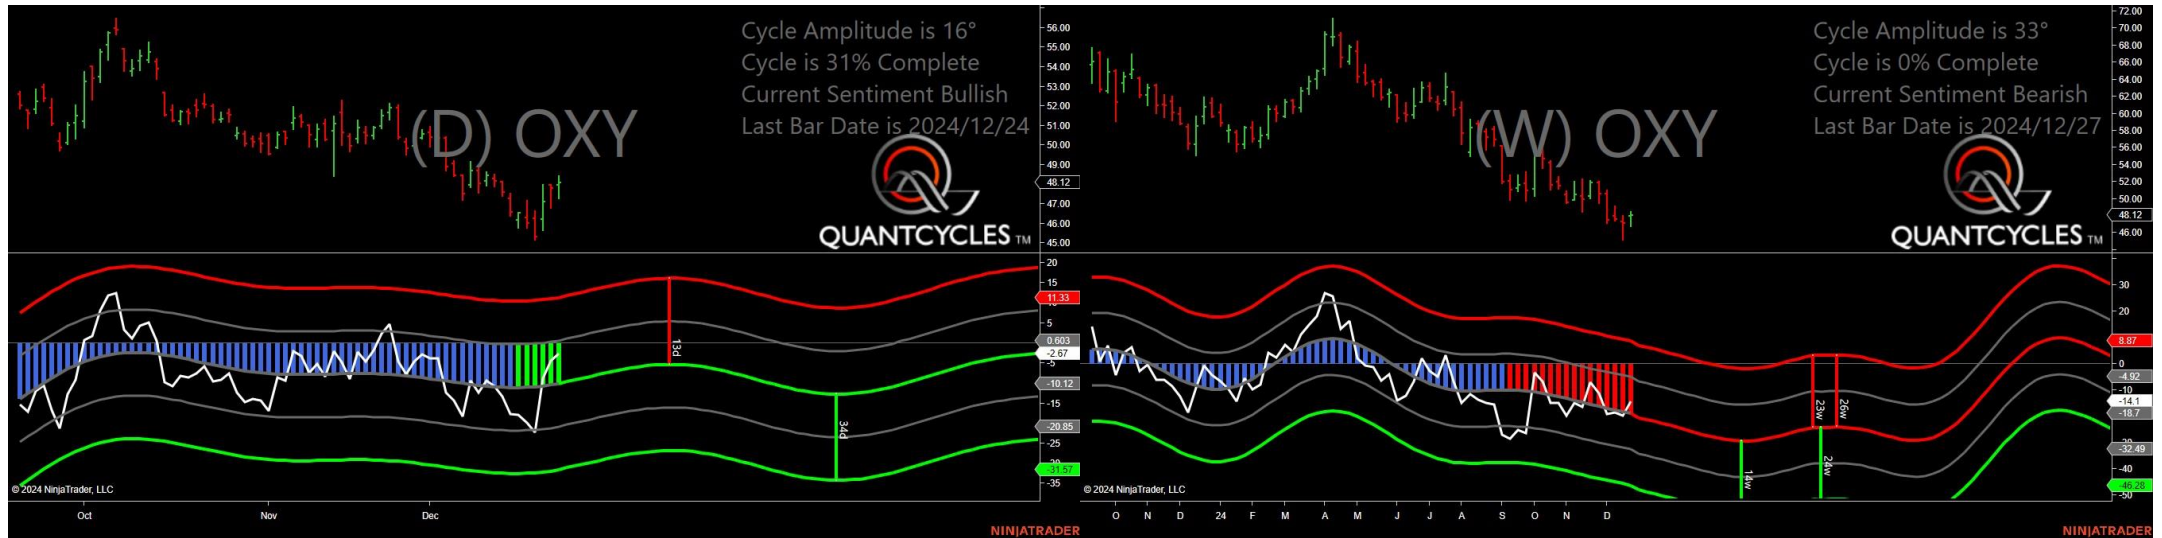 Cycle Amplitude is 16°
Cycle is 31% Complete
Current Sentiment Bullish
Last Bar Date is 2024/12/24
(D) OXY
QUANTCYCLES TM
56.00
55.00
54.00
53.00
52.00
51.00
50.00
49.00
48.12
47.00
46.00
45.00
20
15
11.33
5
0.603
-2.67
-5
-10.12
-15
-20.85
-25
-31.57
-35
13d
34d
© 2024 NinjaTrader, LLC
Oct Nov Dec
NINJATRADER
Cycle Amplitude is 33°
Cycle is 0% Complete
Current Sentiment Bearish
Last Bar Date is 2024/12/27
(W) OXY
QUANTCYCLES TM
72.00
70.00
68.00
66.00
64.00
62.00
60.00
58.00
56.00
54.00
52.00
50.00
48.12
46.00
30
20
8.87
0
-4.92
-10
-14.1
-18.7
-32.49
-40
-46.28
-50
14w
23w
24w
26w
© 2024 NinjaTrader, LLC
O N D 24 F M A M J J A S O N D
NINJATRADER